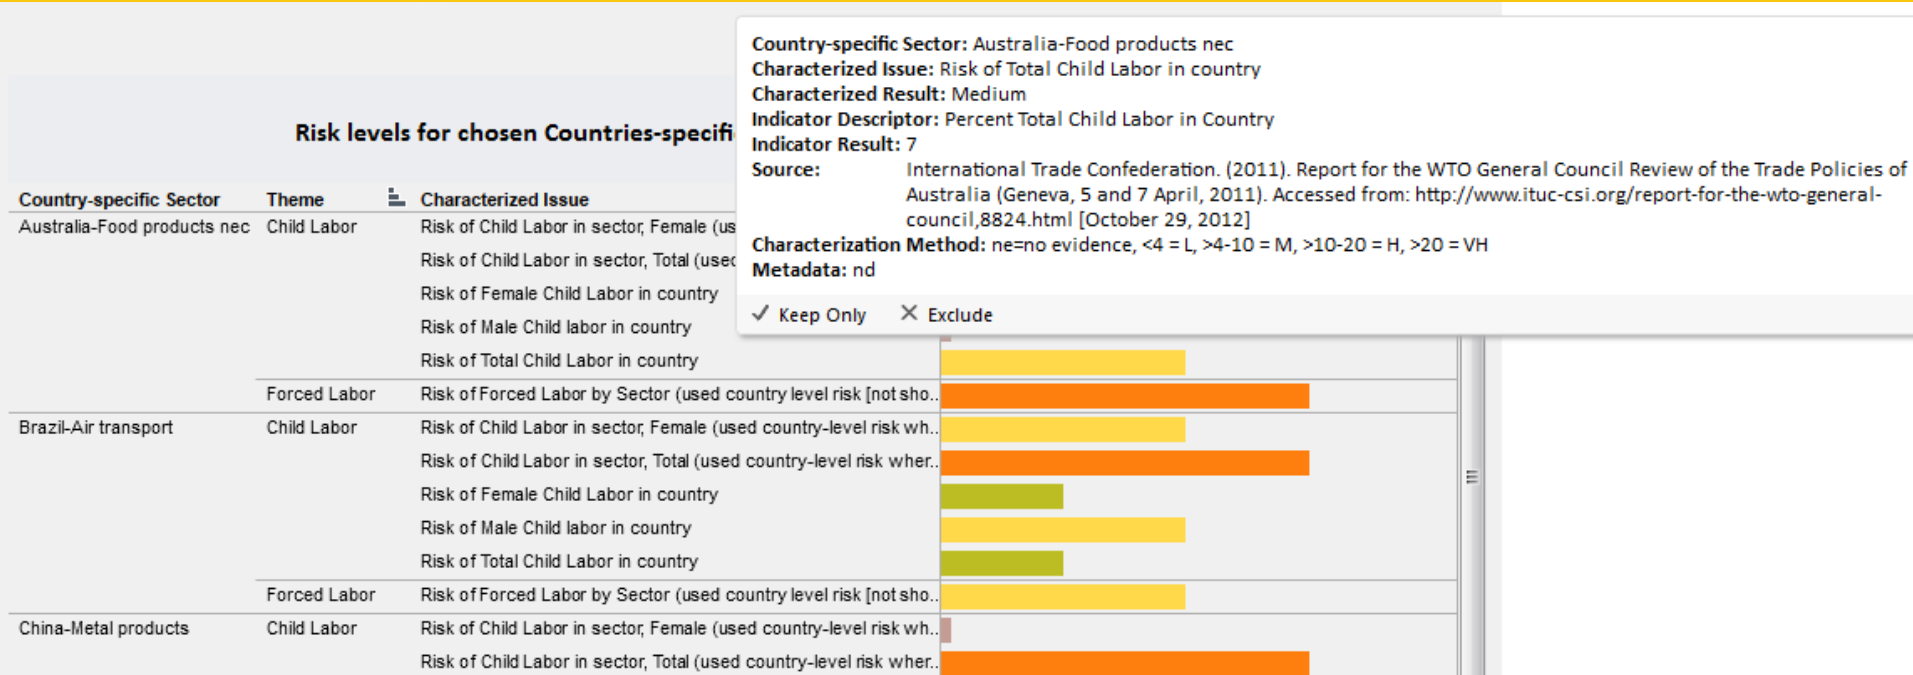 Country-specific Sector: Australia-Food products nec
Characterized Issue: Risk of Total Child Labor in country
Characterized Result: Medium
Indicator Descriptor: Percent Total Child Labor in Country
Indicator Result: 7
Source: International Trade Confederation. (2011). Report for the WTO General Council Review of the Trade Policies of
Australia (Geneva, 5 and 7 April, 2011). Accessed from: http://www.ituc-csi.org/report-for-the-wto-general-
council,8824.html [October 29, 2012]
Characterization Method: ne=no evidence, <4 = L, >4-10 = M, >10-20 = H, >20 = VH
Metadata: nd
Keep Only Exclude
Risk levels for chosen Countries-specifi
Country-specific Sector Theme Characterized Issue
Australia-Food products nec Child Labor Risk of Child Labor in sector, Female (us
Risk of Child Labor in sector, Total (used
Risk of Female Child Labor in country
Risk of Male Child labor in country
Risk of Total Child Labor in country
Forced Labor Risk of Forced Labor by Sector (used country level risk [not sho..
Brazil-Air transport Child Labor Risk of Child Labor in sector, Female (used country-level risk wh..
Risk of Child Labor in sector, Total (used country-level risk wher..
Risk of Female Child Labor in country
Risk of Male Child labor in country
Risk of Total Child Labor in country
Forced Labor Risk of Forced Labor by Sector (used country level risk [not sho..
China-Metal products Child Labor Risk of Child Labor in sector, Female (used country-level risk wh..
Risk of Child Labor in sector, Total (used country-level risk wher..